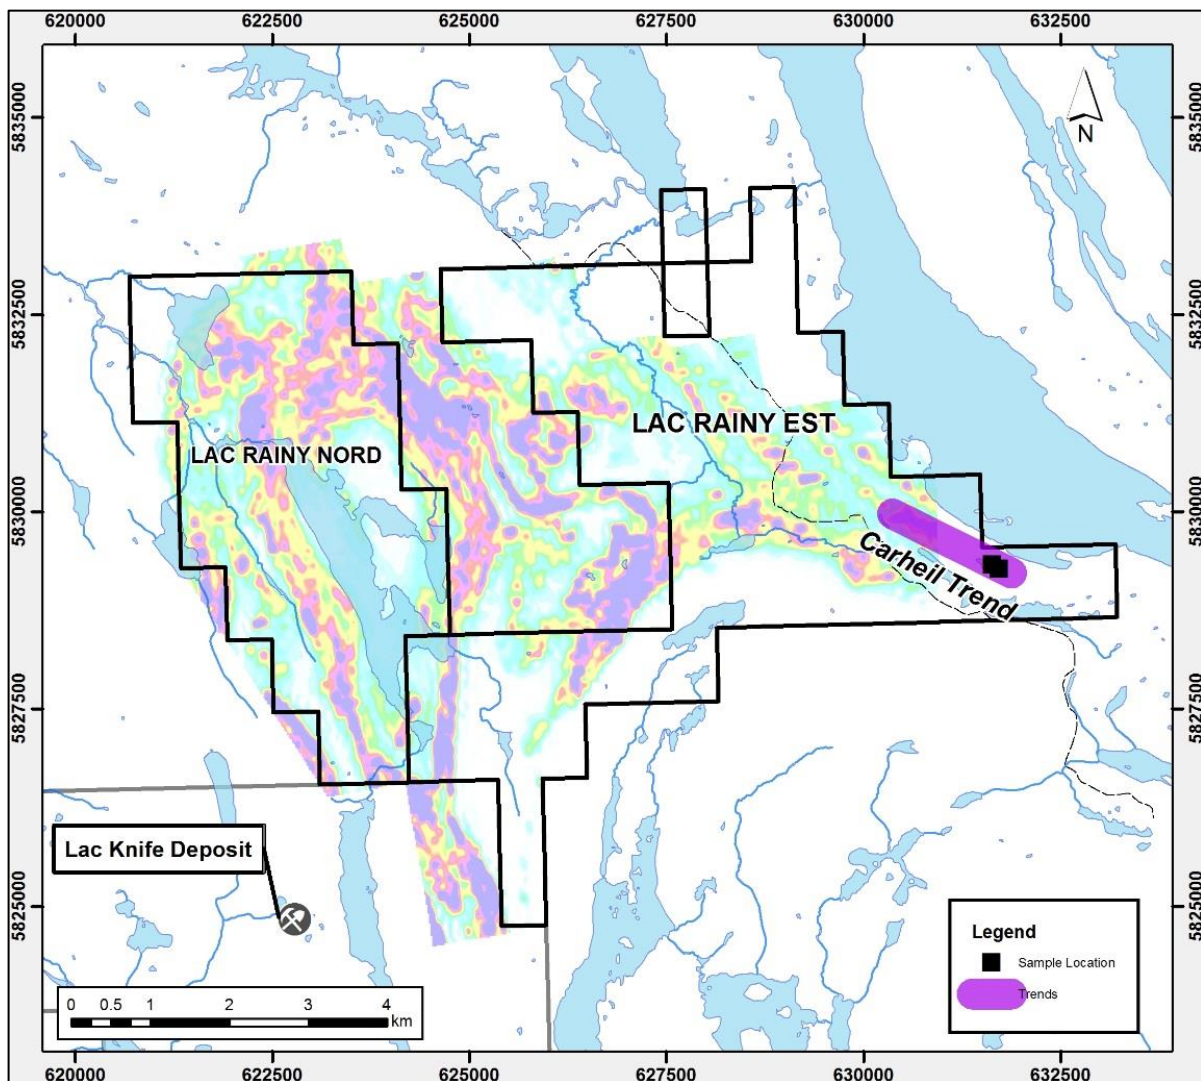 620000 622500 625000 627500 630000 632500
5835000 5835000
N
5832500 5832500
LAC RAINY EST
LAC RAINY NORD
5830000 5830000
Carheil Trend
5827500 5827500
Lac Knife Deposit
5825000 5825000
Legend
Sample Location
Trends
0 0.5 1 2 3 4
km
620000 622500 625000 627500 630000 632500